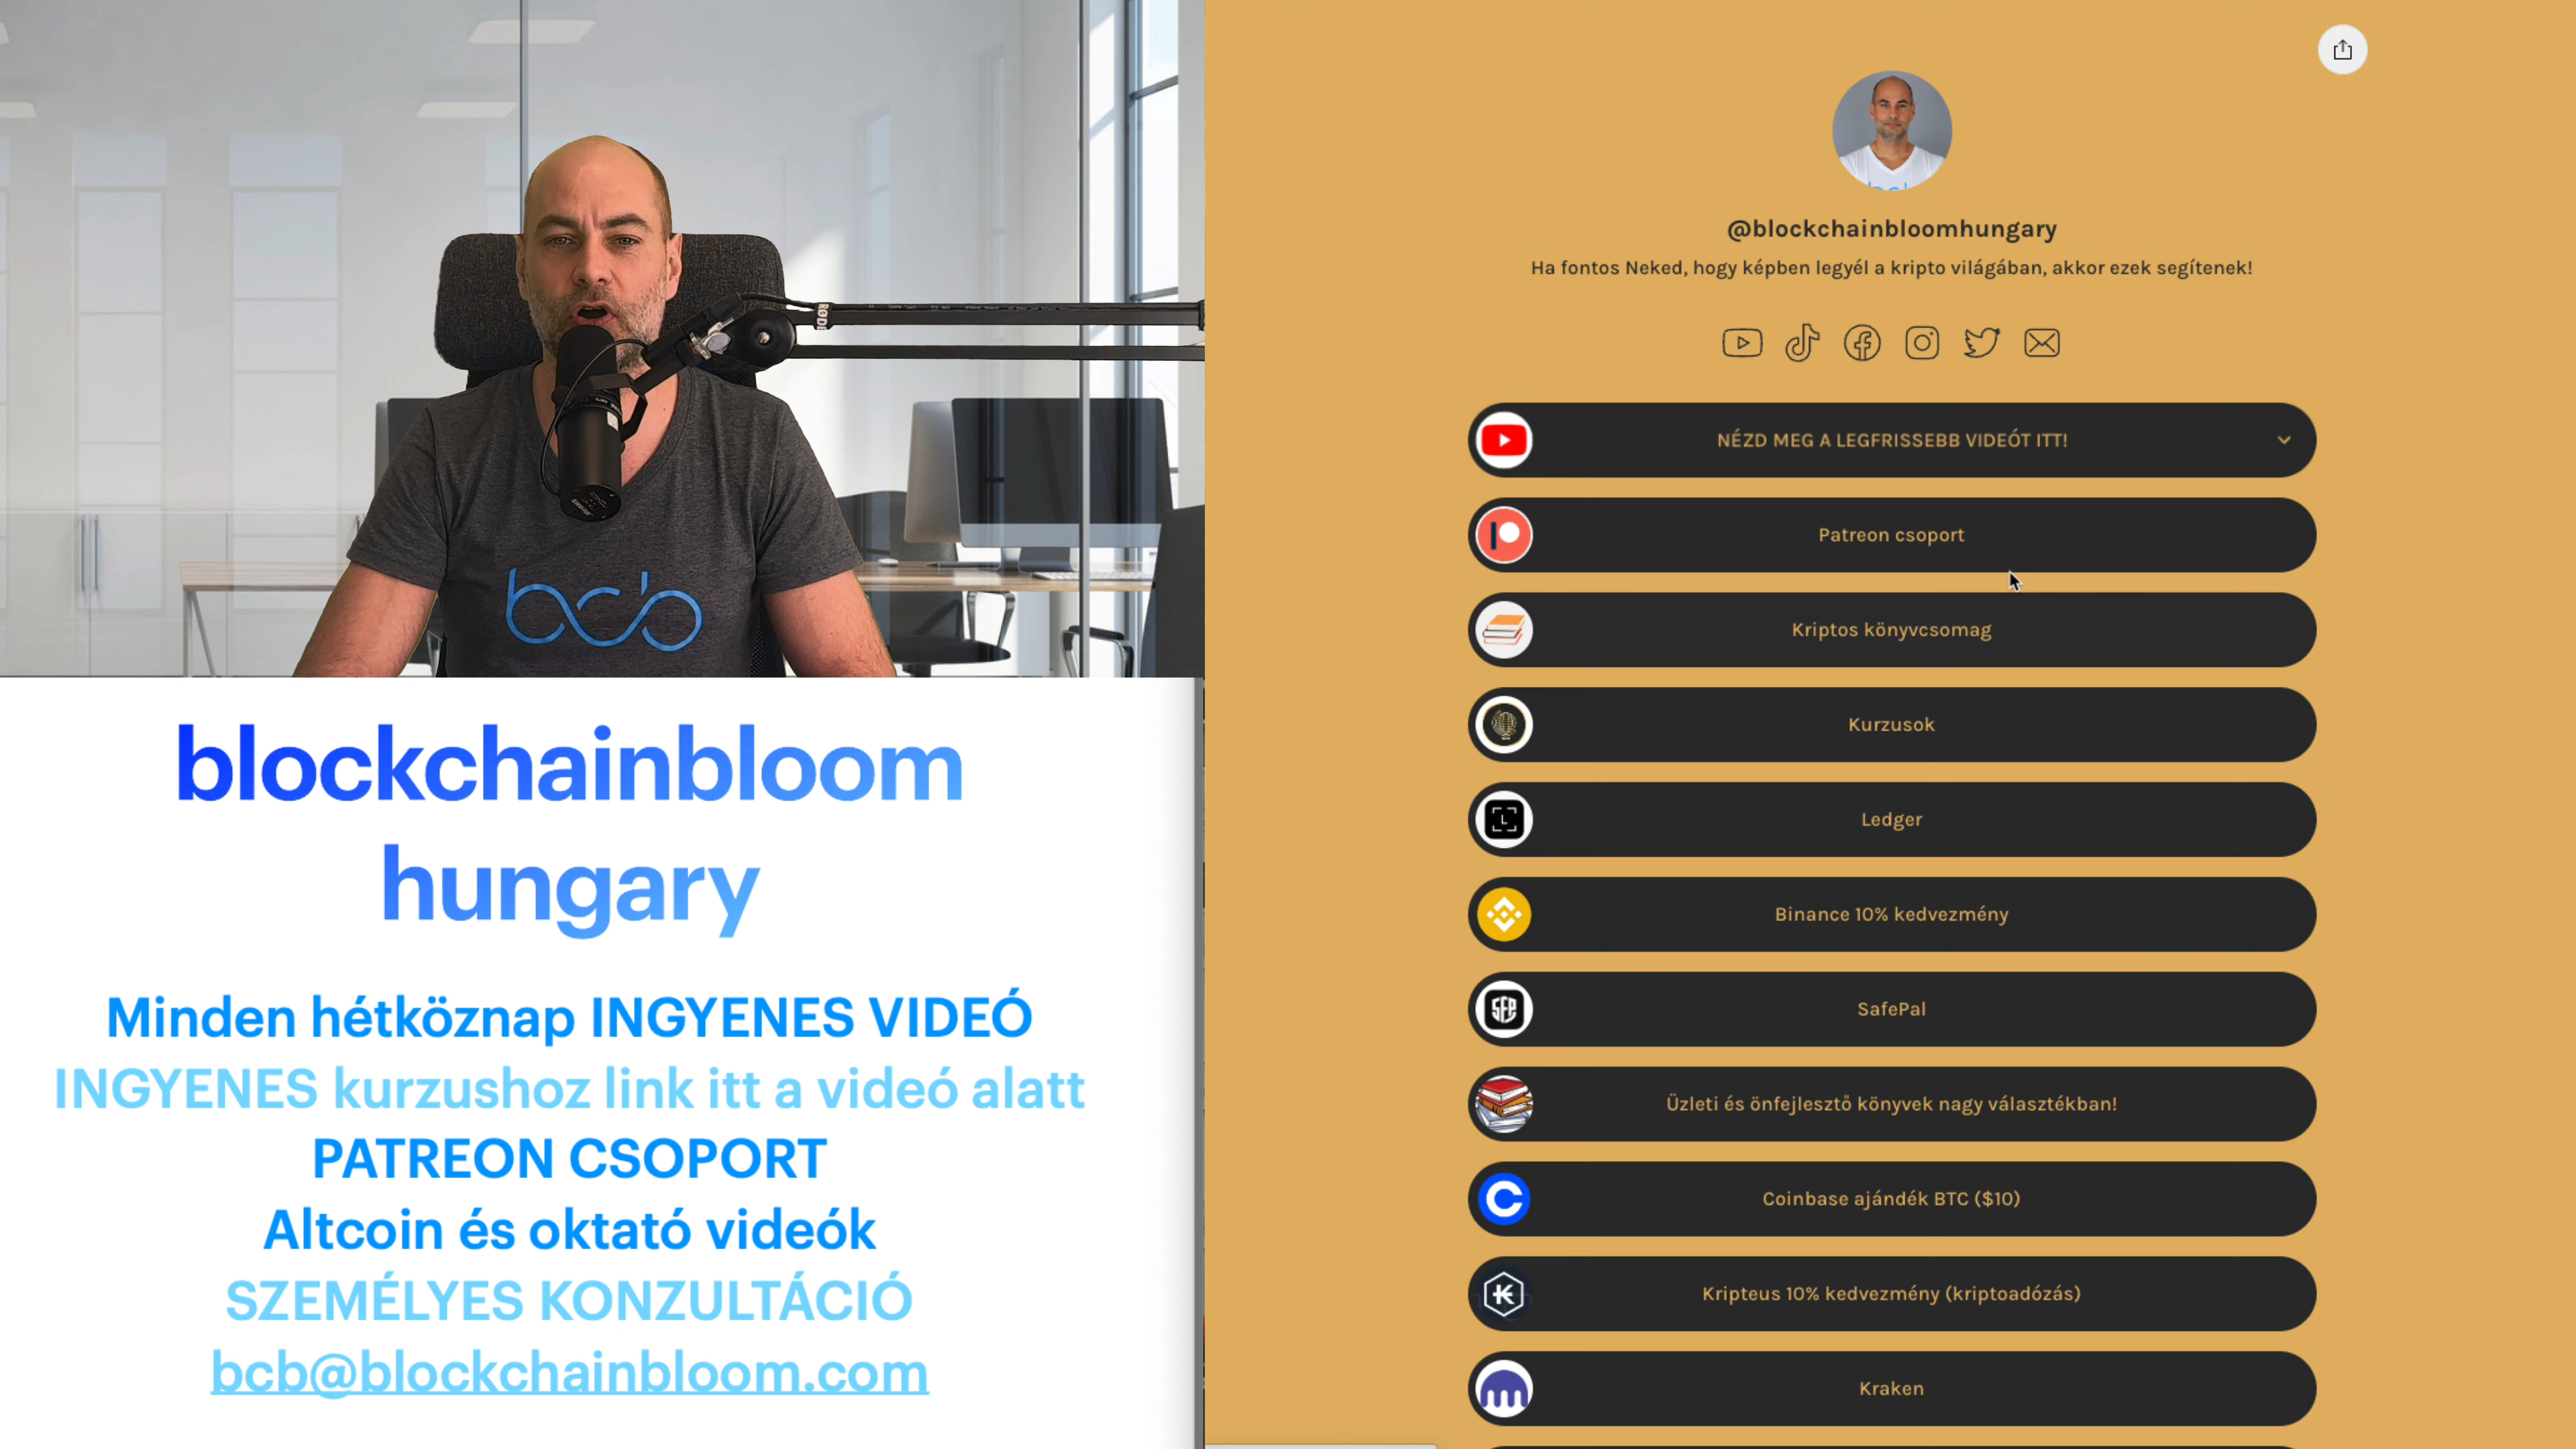 RØDE
bcb
blockchainbloom
hungary
Minden hétköznap INGYENES VIDEÓ
INGYENES kurzushoz link itt a videó alatt
PATREON CSOPORT
Altcoin és oktató videók
SZEMÉLYES KONZULTÁCIÓ
bcb@blockchainbloom.com
@blockchainbloomhungary
Ha fontos Neked, hogy képben legyél a kripto világában, akkor ezek segítenek!
NÉZD MEG A LEGFRISSEBB VIDEÓT ITT!
Patreon csoport
Kriptos könyvcsomag
Kurzusok
Ledger
Binance 10% kedvezmény
SafePal
Üzleti és önfejlesztő könyvek nagy választékban!
Coinbase ajándék BTC ($10)
Kripteus 10% kedvezmény (kriptoadózás)
Kraken